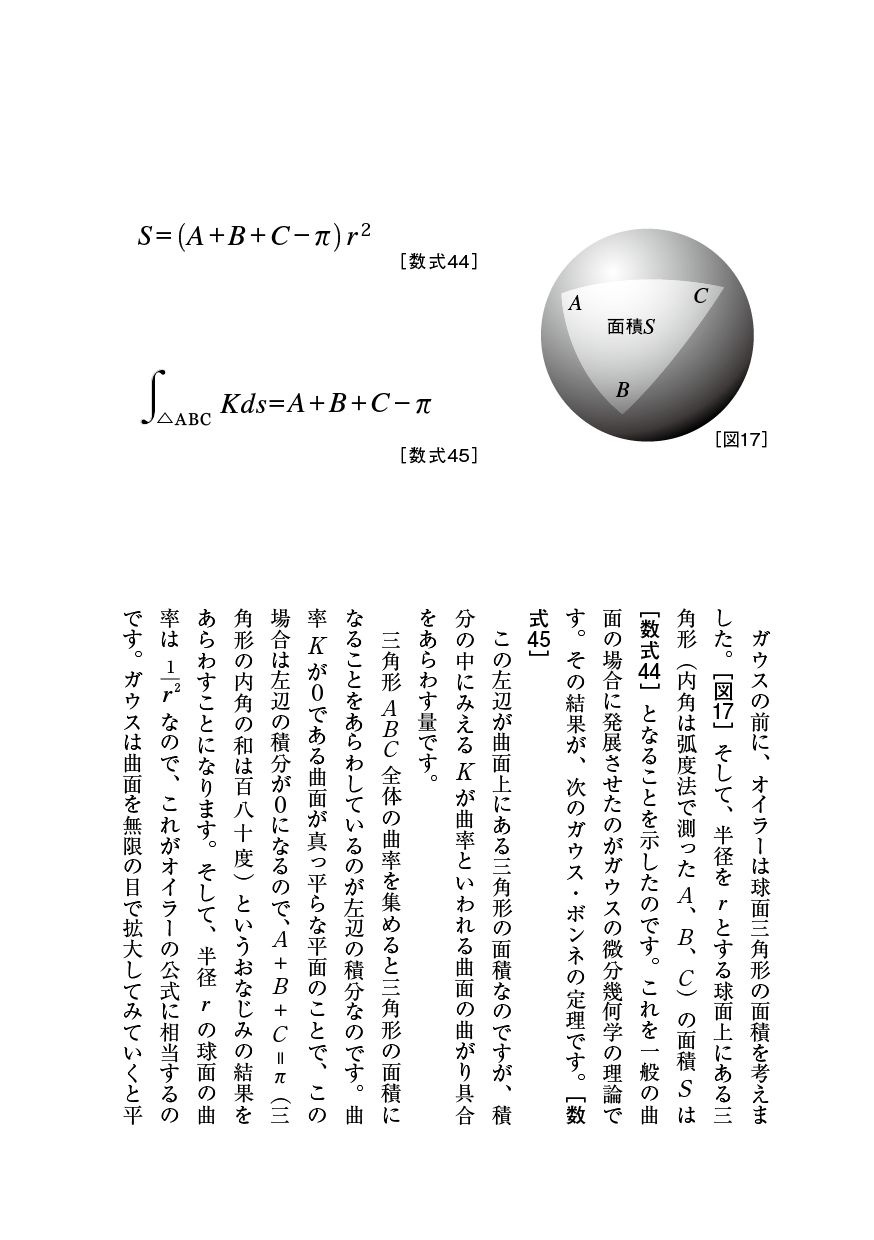 S=(A+B+C−π)r²
[数式44]
∫△ABC Kds=A+B+C−π
[数式45]
A
C
面積S
B
[図17]
ガウスの前に、オイラーは球面三角形の面積を考えま
した。[図17] そして、半径をrとする球面上にある三
角形（内角は弧度法で測ったA、B、C）の面積Sは
[数式44] となることを示したのです。これを一般の曲
面の場合に発展させたのがガウスの微分幾何学の理論で
す。その結果が、次のガウス・ボンネの定理です。[数
式45]
この左辺が曲面上にある三角形の面積なのですが、積
分の中にみえるKが曲率といわれる曲面の曲がり具合
をあらわす量です。
三角形ABC全体の曲率を集めると三角形の面積に
なることをあらわしているのが左辺の積分なのです。曲
率Kが0である曲面が真っ平らな平面のことで、この
場合は左辺の積分が0になるので、A+B+C=π（三
角形の内角の和は百八十度）というおなじみの結果を
あらわすことになります。そして、半径rの球面の曲
率は1/r²なので、これがオイラーの公式に相当するの
です。ガウスは曲面を無限の目で拡大してみていくと平